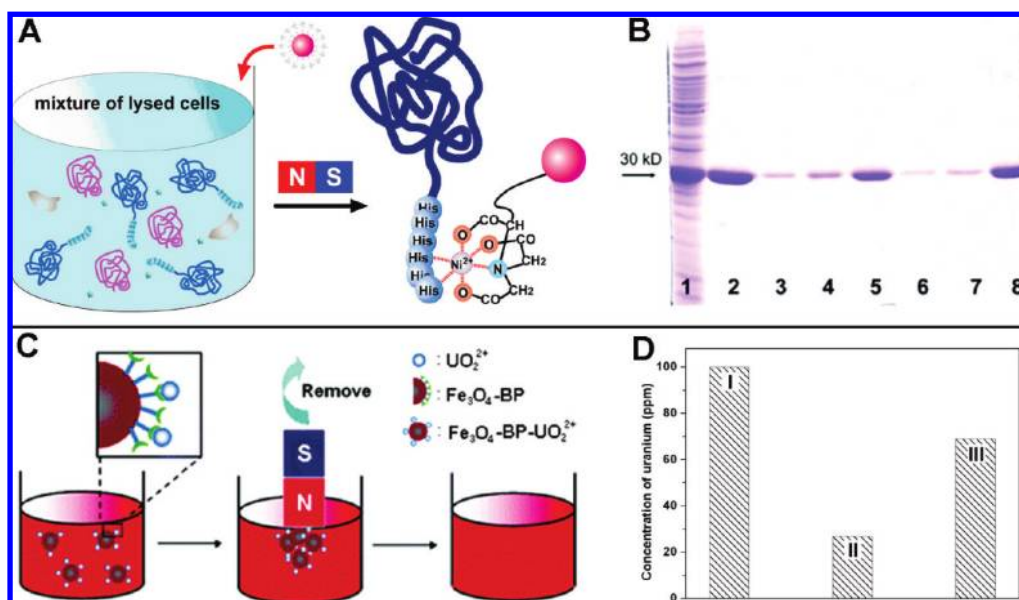 A
mixture of lysed cells
N S
His
His
His
His
His
His
Ni2+
O
CO
CH
O
CO
N
CH2
CH2
O
CO
B
30 kD
1 2 3 4 5 6 7 8
C
Remove
S
N
: UO₂²⁺
: Fe₃O₄-BP
: Fe₃O₄-BP-UO₂²⁺
D
Concentration of uranium (ppm)
100
80
60
40
20
0
I
II
III